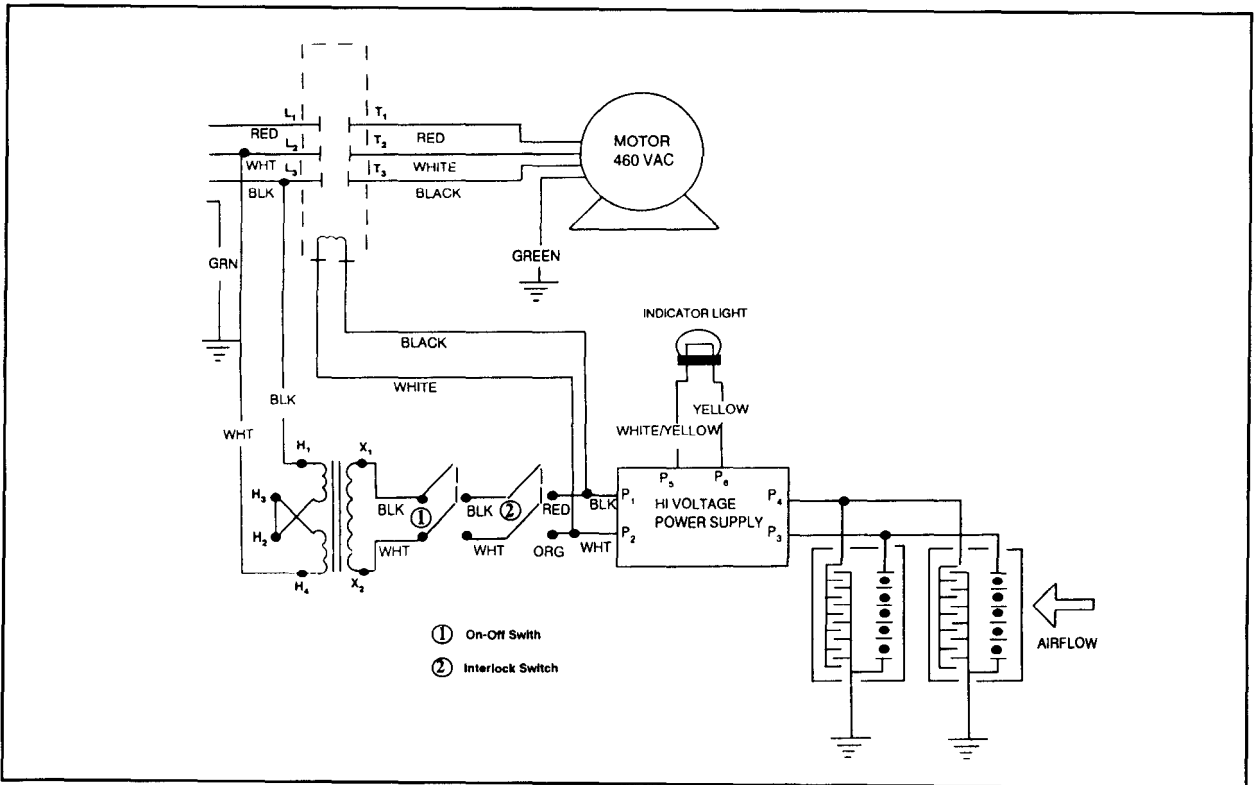 L1
T1
RED
RED
L2
T2
WHT
WHITE
L3
T3
BLK
BLACK
MOTOR
460 VAC
GRN
GREEN
INDICATOR LIGHT
BLACK
WHITE
BLK
YELLOW
WHITE/YELLOW
WHT
H1
X1
H3
H2
H4
X2
BLK
1
BLK
2
RED
BLK
WHT
WHT
ORG
WHT
P1
P2
P5
P6
HI VOLTAGE
POWER SUPPLY
P4
P3
AIRFLOW
1 On-Off Swith
2 Interlock Switch